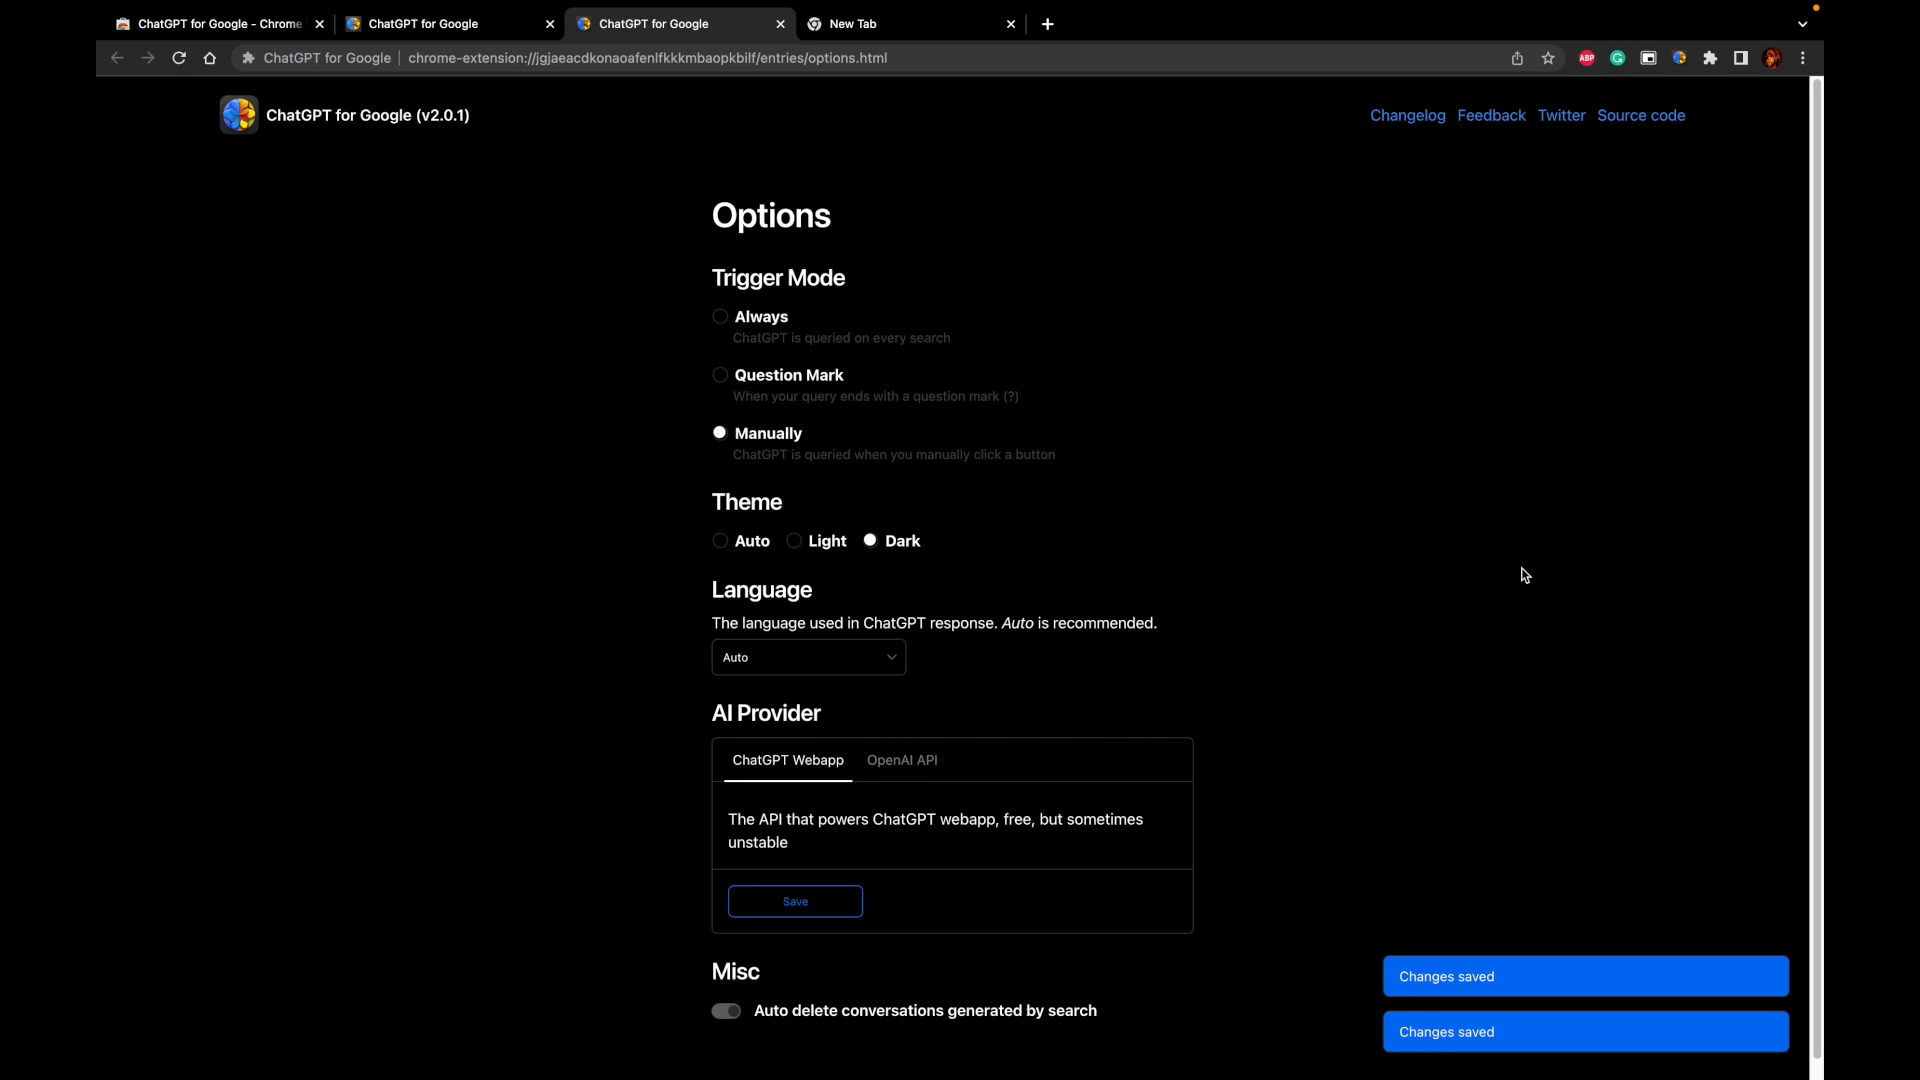 ChatGPT for Google - Chrome
ChatGPT for Google
ChatGPT for Google
New Tab
ChatGPT for Google | chrome-extension://jgjaeacdkonaoafenlfkkkmbaopkbilf/entries/options.html
ABP
ChatGPT for Google (v2.0.1)
Changelog Feedback Twitter Source code
Options
Trigger Mode
Always
ChatGPT is queried on every search
Question Mark
When your query ends with a question mark (?)
Manually
ChatGPT is queried when you manually click a button
Theme
Auto Light Dark
Language
The language used in ChatGPT response. Auto is recommended.
Auto
AI Provider
ChatGPT Webapp OpenAI API
The API that powers ChatGPT webapp, free, but sometimes
unstable
Save
Misc
Auto delete conversations generated by search
Changes saved
Changes saved